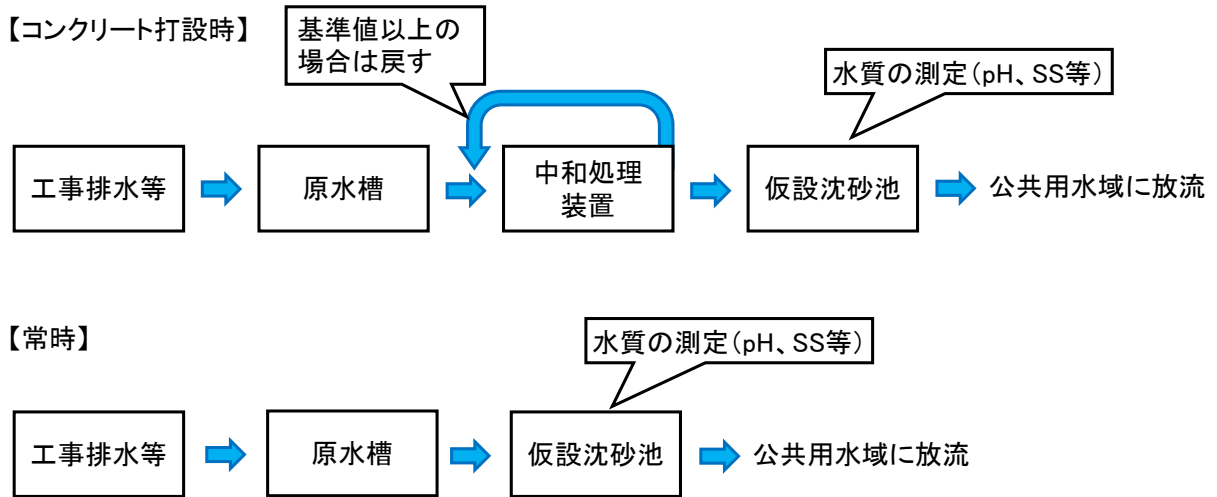 【コンクリート打設時】
基準値以上の
場合は戻す
水質の測定（pH、SS等）
工事排水等
原水槽
中和処理
装置
仮設沈砂池
公共用水域に放流
【常時】
水質の測定（pH、SS等）
工事排水等
原水槽
仮設沈砂池
公共用水域に放流